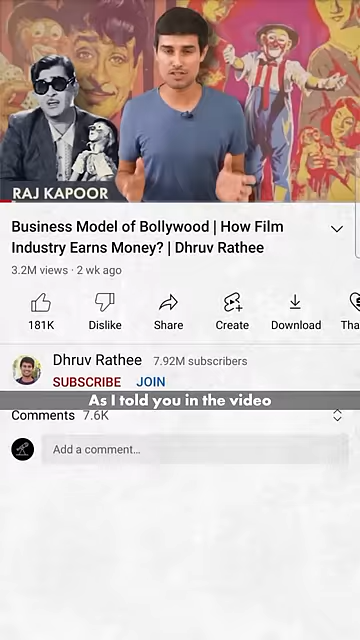 RAJ KAPOOR
Business Model of Bollywood | How Film
Industry Earns Money? | Dhruv Rathee
3.2M views · 2 wk ago
181K
Dislike
Share
Create
Download
Tha
Dhruv Rathee 7.92M subscribers
SUBSCRIBE JOIN
As I told you in the video
Comments 7.6K
Add a comment...